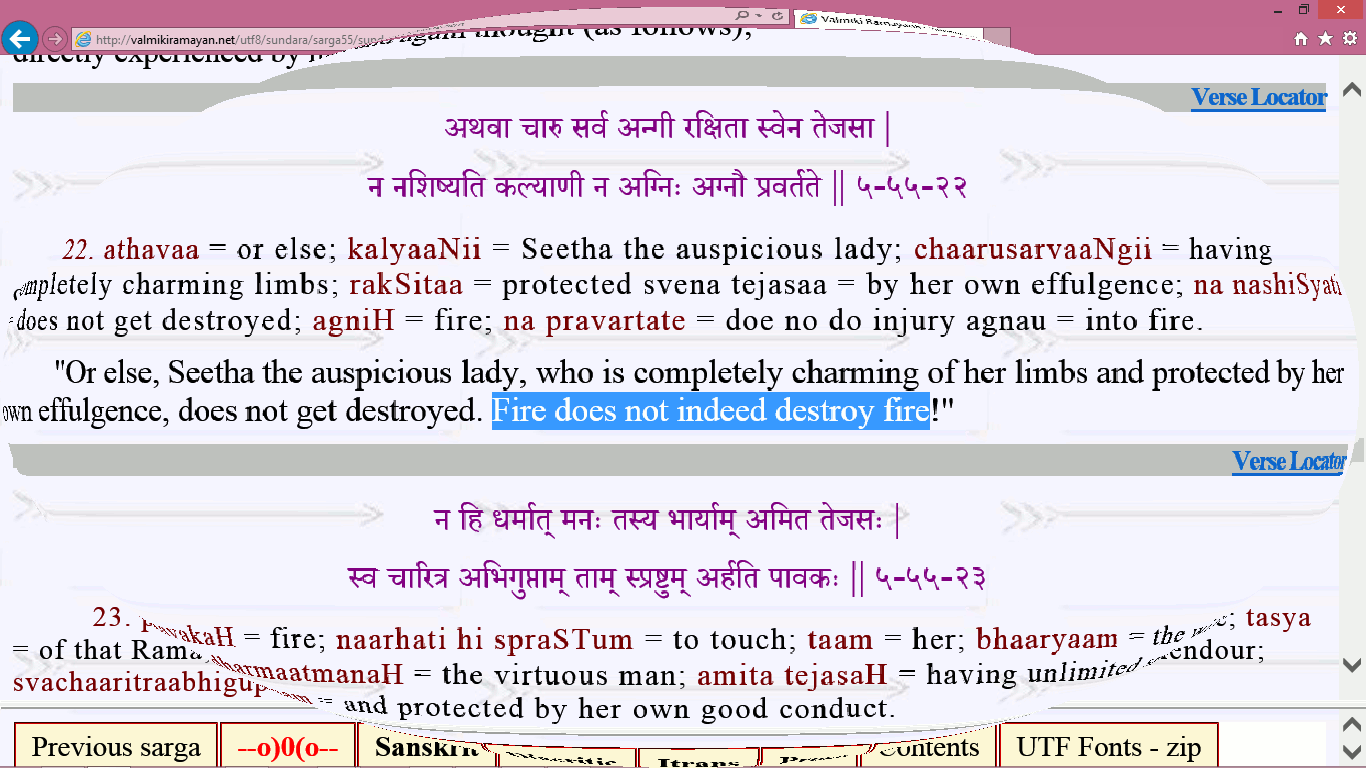 http://valmikiramayan.net/utf8/sundara/sarga55/sund
Valmiki Ramayan
directly experienced by again thought (as follows);
Verse Locator
अथवा चारु सर्व अन्गी रक्षिता स्वेन तेजसा |
न नशिष्यति कल्याणी न अग्निः अग्नौ प्रवर्तते || ५-५५-२२
22. athavaa = or else; kalyaaNii = Seetha the auspicious lady; chaarusarvaaNgii = having
completely charming limbs; rakSitaa = protected svena tejasaa = by her own effulgence; na nashiSyati
= does not get destroyed; agniH = fire; na pravartate = doe no do injury agnau = into fire.
"Or else, Seetha the auspicious lady, who is completely charming of her limbs and protected by her
own effulgence, does not get destroyed. Fire does not indeed destroy fire!"
Verse Locator
न हि धर्मात् मनः तस्य भार्याम् अमित तेजसः |
स्व चारित्र अभिगुप्ताम् ताम् स्प्रष्टुम् अर्हति पावकः || ५-५५-२३
23. = fire; naarhati hi spraSTum = to touch; taam = her; bhaaryaam = the tasya
= of that Rama dharmaatmanaH = the virtuous man; amita tejasaH = having unlimited
= and protected by her own good conduct.
Previous sarga --o)0(o-- Sanskrit Itrans Contents UTF Fonts - zip